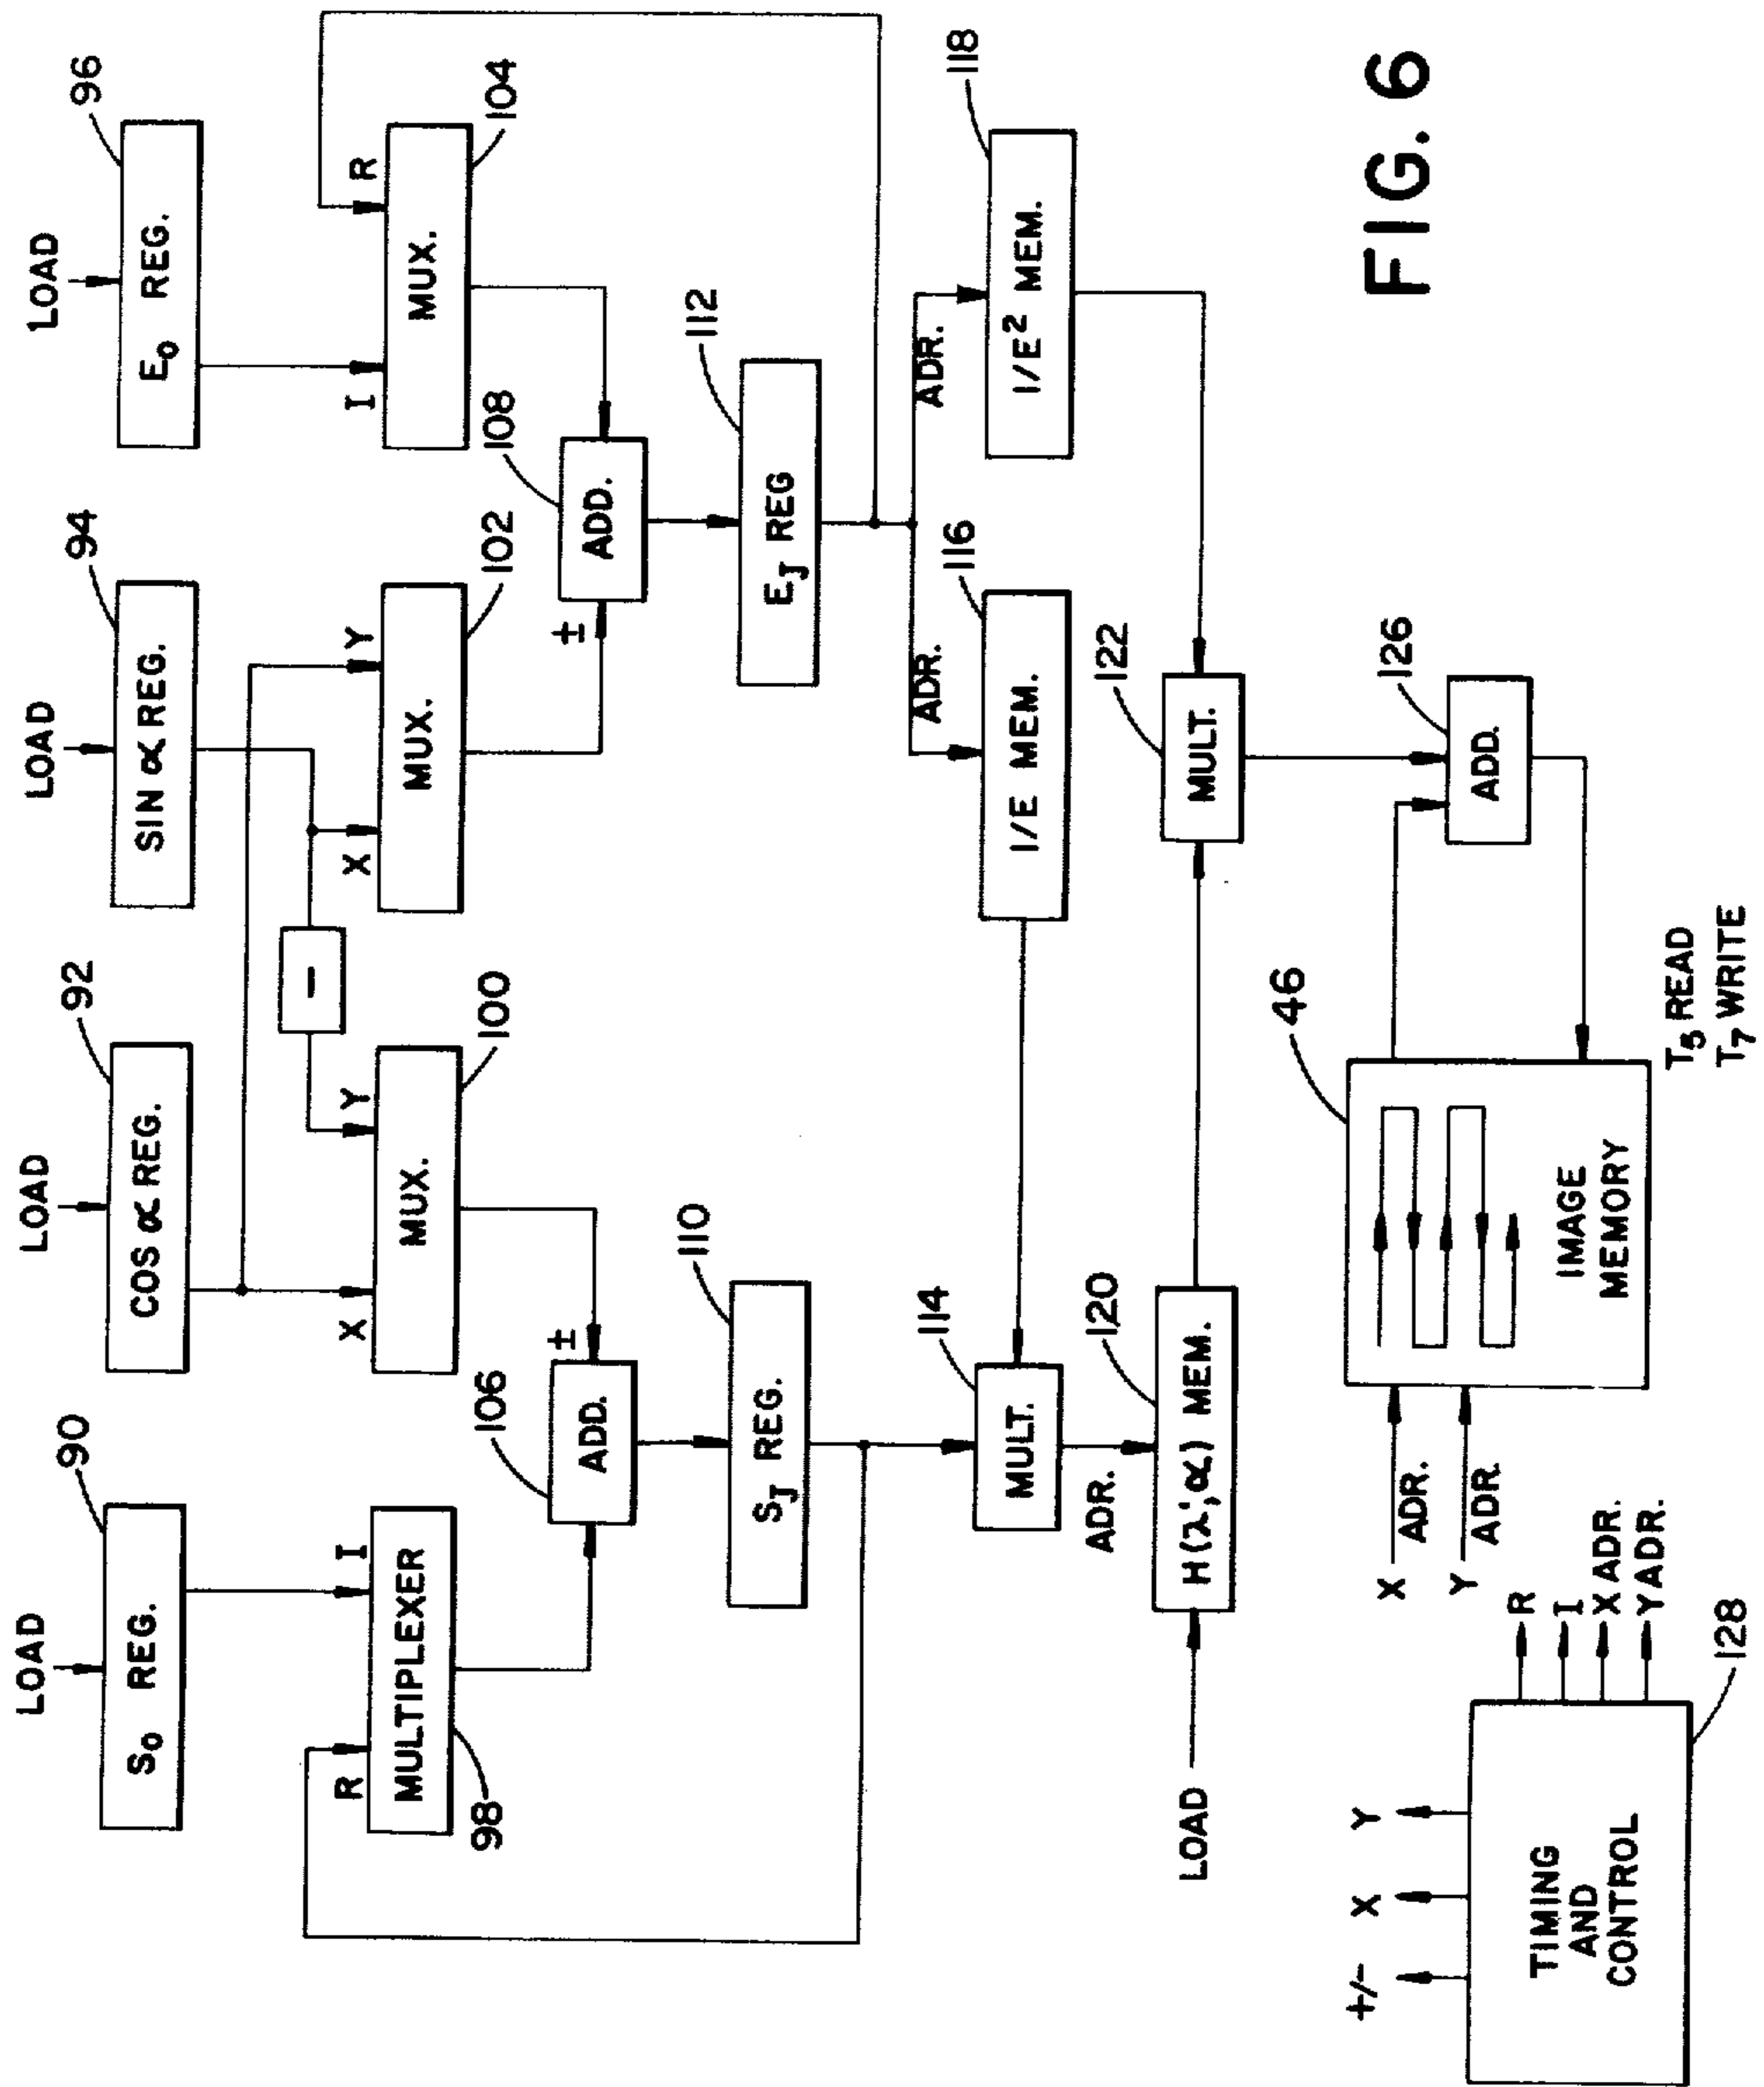 LOAD
LOAD
LOAD
LOAD
90
92
94
96
S0 REG.
COS α REG.
SIN α REG.
E0 REG.
R
I
X
Y
X
Y
I
R
–
MULTIPLEXER
MUX.
MUX.
MUX.
98
100
102
104
106
±
±
108
ADD.
ADD.
110
112
SJ REG.
EJ REG
ADR.
ADR.
114
116
118
MULT.
I/E MEM.
I/E² MEM.
ADR.
120
122
LOAD
H(λ',α) MEM.
MULT.
FIG. 6
46
126
X
ADR.
Y
ADR.
IMAGE
MEMORY
ADD.
T5 READ
T7 WRITE
+/-
X
Y
R
I
X ADR.
Y ADR.
TIMING
AND
CONTROL
128